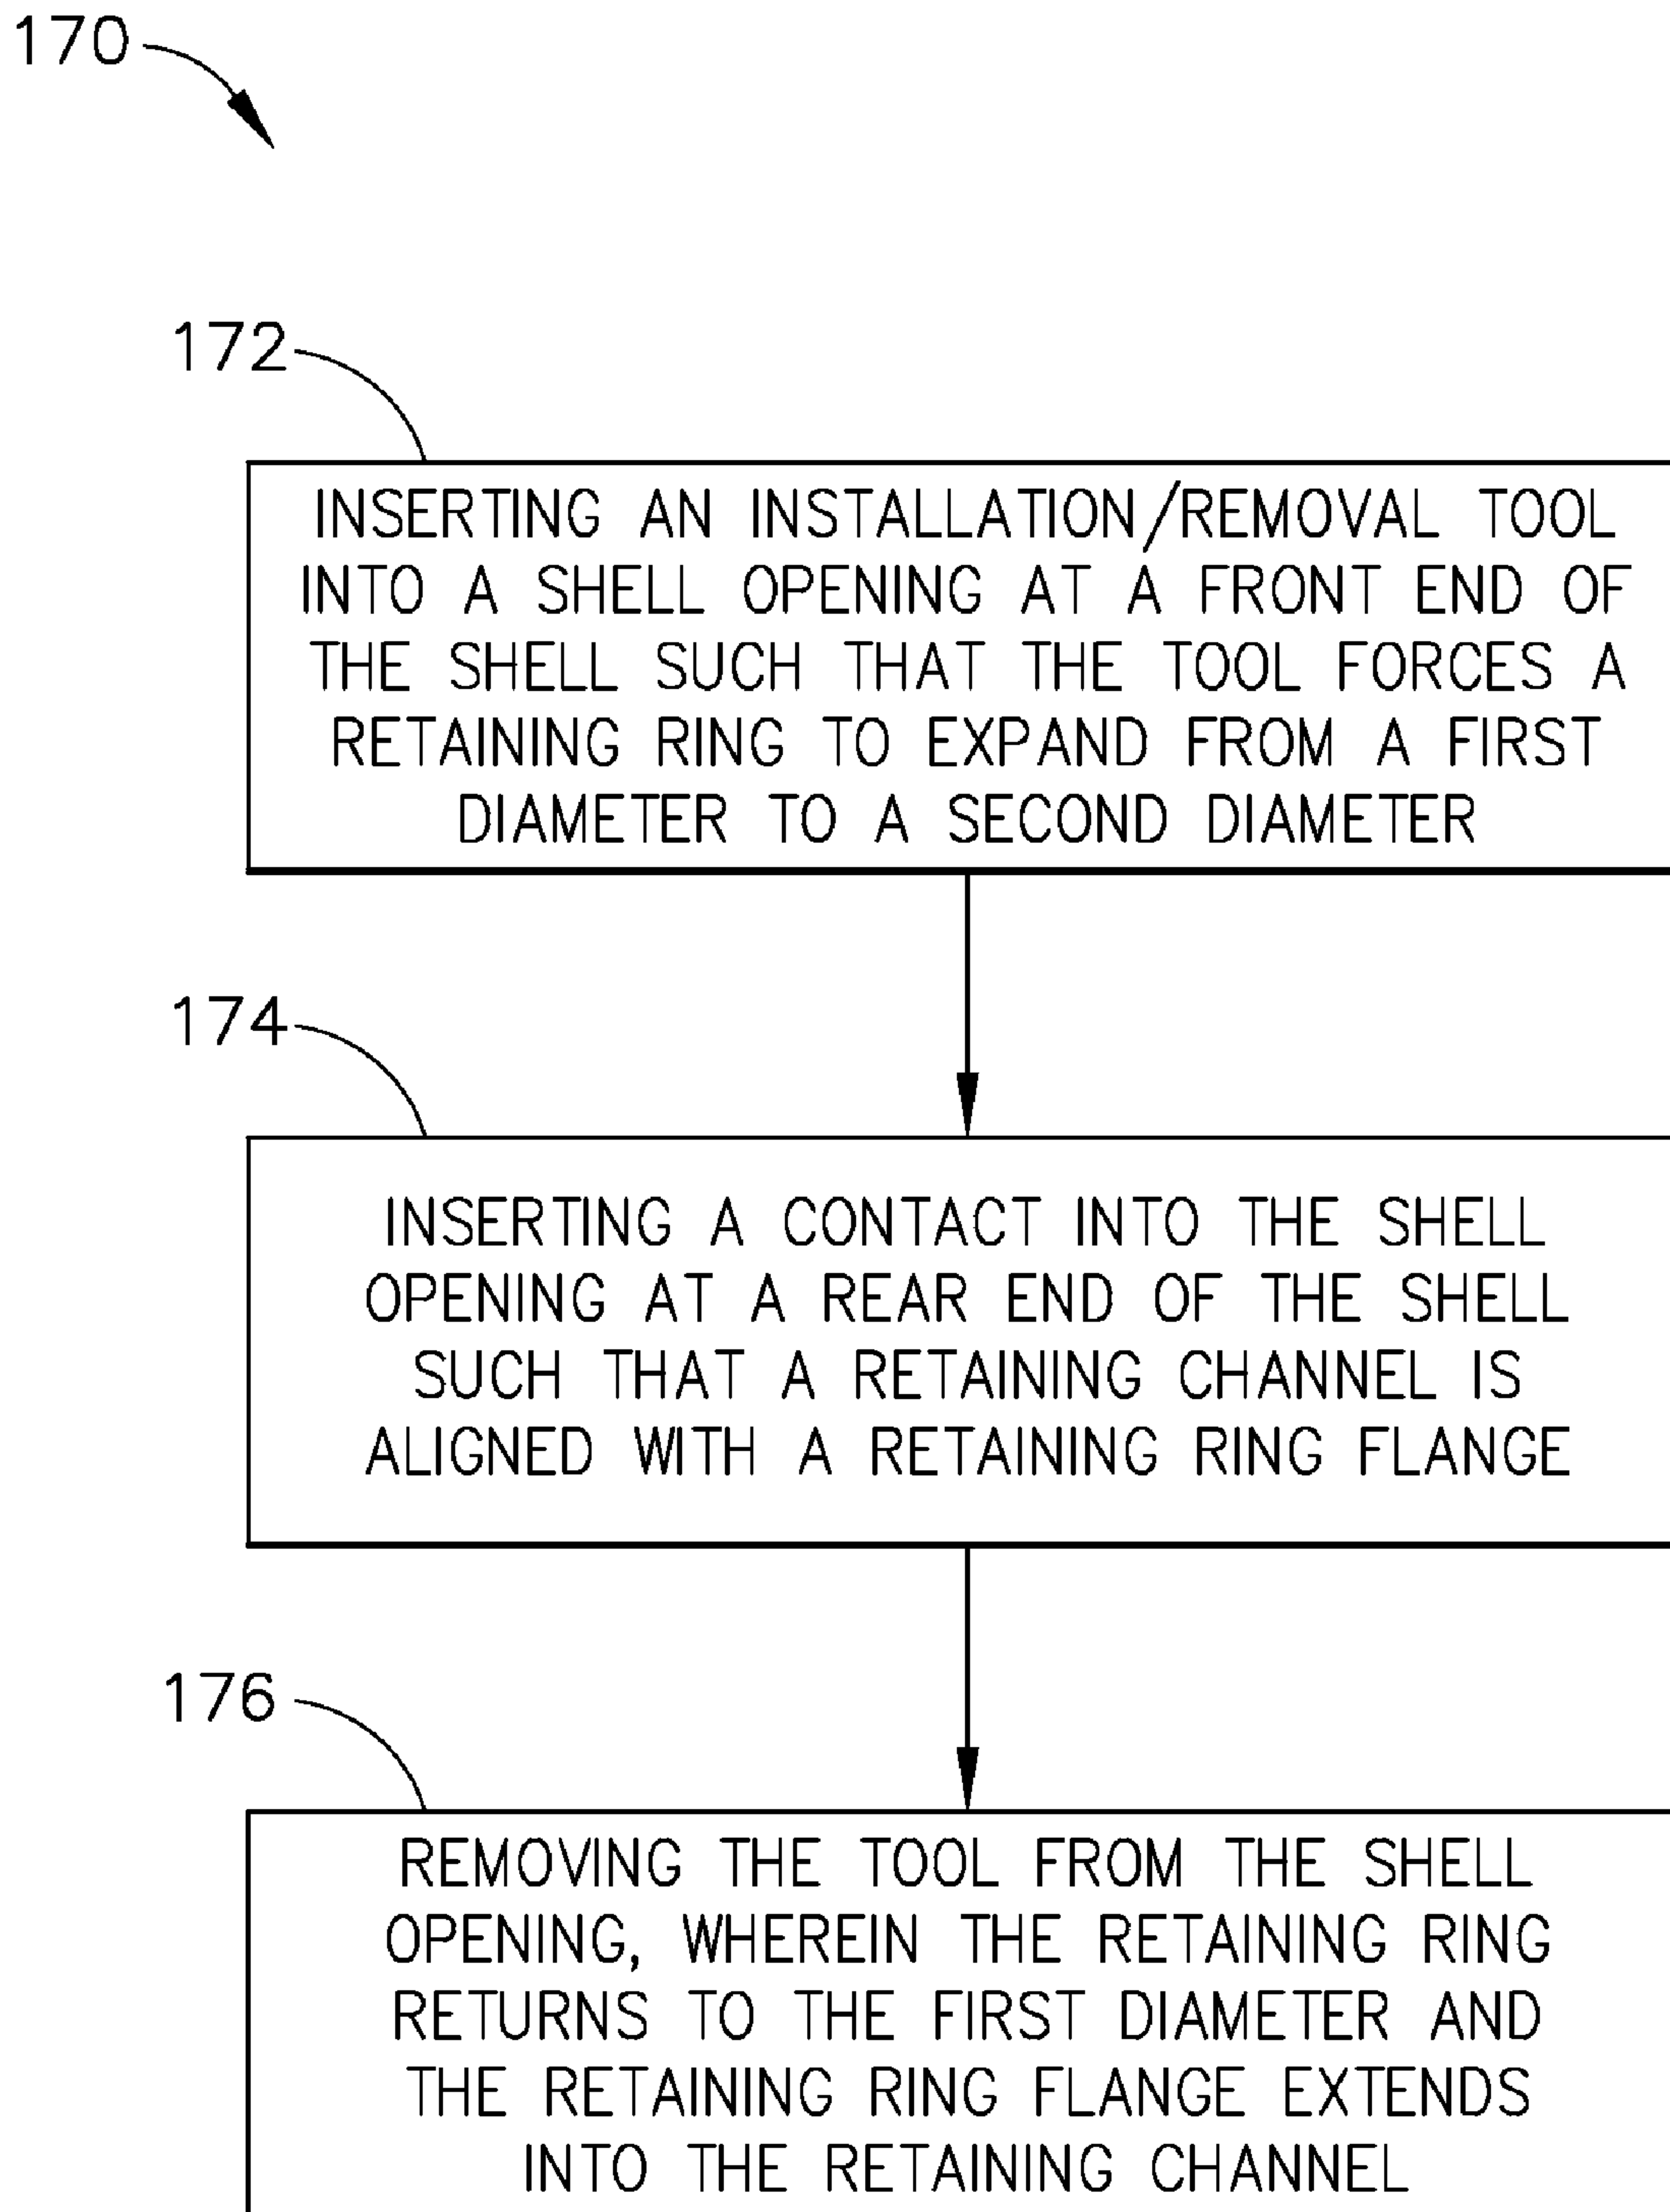 170
172
INSERTING AN INSTALLATION/REMOVAL TOOL
INTO A SHELL OPENING AT A FRONT END OF
THE SHELL SUCH THAT THE TOOL FORCES A
RETAINING RING TO EXPAND FROM A FIRST
DIAMETER TO A SECOND DIAMETER
174
INSERTING A CONTACT INTO THE SHELL
OPENING AT A REAR END OF THE SHELL
SUCH THAT A RETAINING CHANNEL IS
ALIGNED WITH A RETAINING RING FLANGE
176
REMOVING THE TOOL FROM THE SHELL
OPENING, WHEREIN THE RETAINING RING
RETURNS TO THE FIRST DIAMETER AND
THE RETAINING RING FLANGE EXTENDS
INTO THE RETAINING CHANNEL